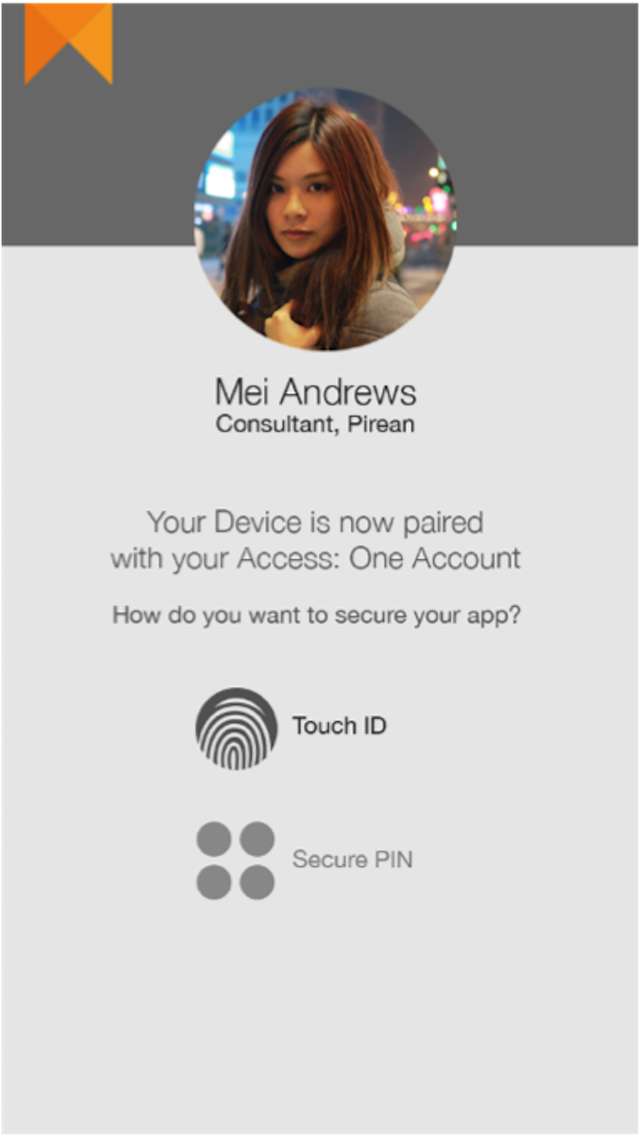 Mei Andrews
Consultant, Pirean
Your Device is now paired
with your Access: One Account
How do you want to secure your app?
Touch ID
Secure PIN